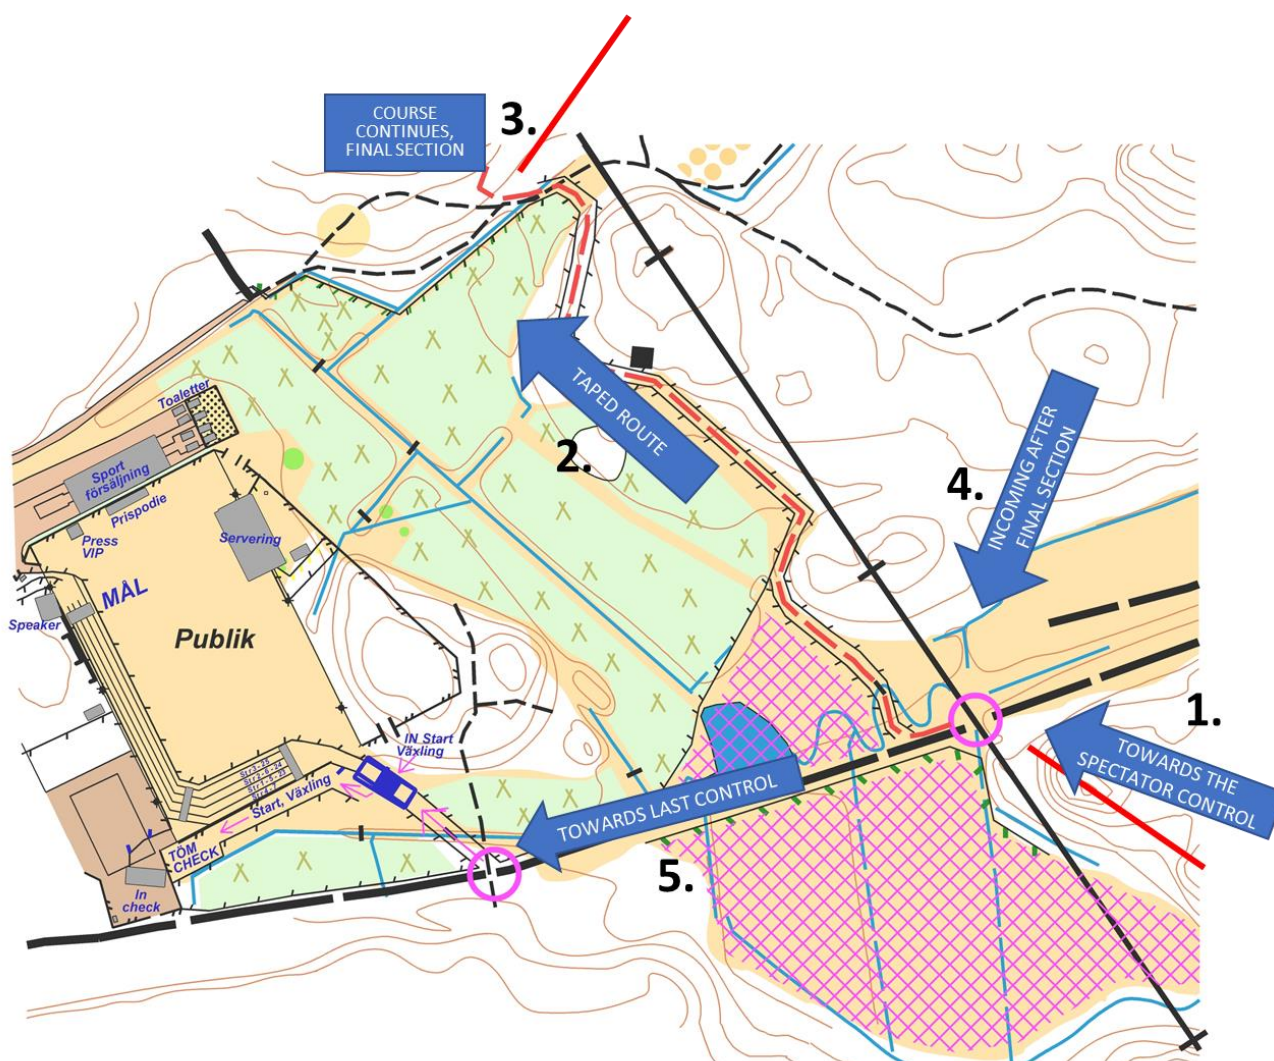 COURSE
CONTINUES,
FINAL SECTION
3.
TAPED ROUTE
2.
4.
INCOMING AFTER
FINAL SECTION
1.
TOWARDS THE
SPECTATOR CONTROL
TOWARDS LAST CONTROL
5.
Toaletter
Sport
försäljning
Prispodie
Press
VIP
Servering
MÅL
Speaker
Publik
IN Start
Växling
Start, Växling
TÖM
CHECK
In
check